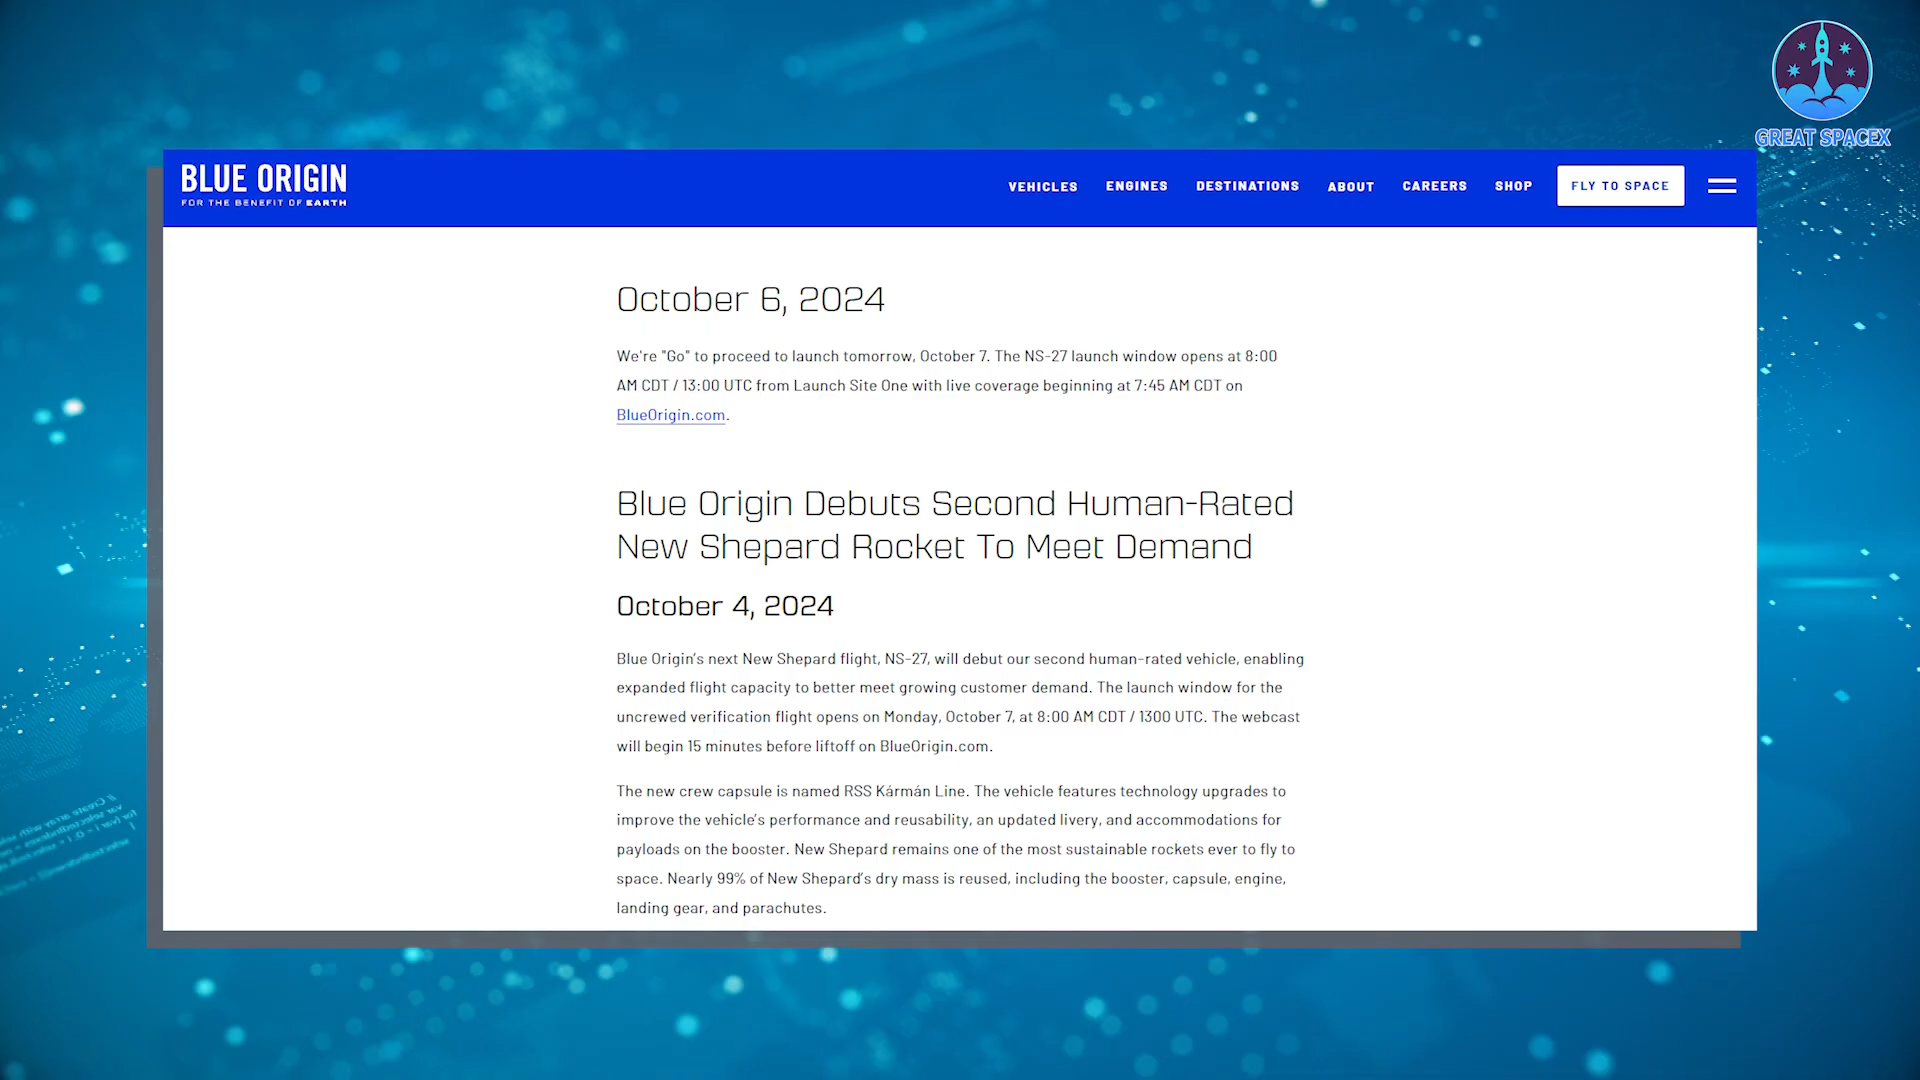 GREAT SPACEX
BLUE ORIGIN
FOR THE BENEFIT OF EARTH
VEHICLES ENGINES DESTINATIONS ABOUT CAREERS SHOP FLY TO SPACE
October 6, 2024
We're "Go" to proceed to launch tomorrow, October 7. The NS-27 launch window opens at 8:00
AM CDT / 13:00 UTC from Launch Site One with live coverage beginning at 7:45 AM CDT on
BlueOrigin.com.
Blue Origin Debuts Second Human-Rated
New Shepard Rocket To Meet Demand
October 4, 2024
Blue Origin’s next New Shepard flight, NS-27, will debut our second human-rated vehicle, enabling
expanded flight capacity to better meet growing customer demand. The launch window for the
uncrewed verification flight opens on Monday, October 7, at 8:00 AM CDT / 1300 UTC. The webcast
will begin 15 minutes before liftoff on BlueOrigin.com.
The new crew capsule is named RSS Kármán Line. The vehicle features technology upgrades to
improve the vehicle’s performance and reusability, an updated livery, and accommodations for
payloads on the booster. New Shepard remains one of the most sustainable rockets ever to fly to
space. Nearly 99% of New Shepard’s dry mass is reused, including the booster, capsule, engine,
landing gear, and parachutes.